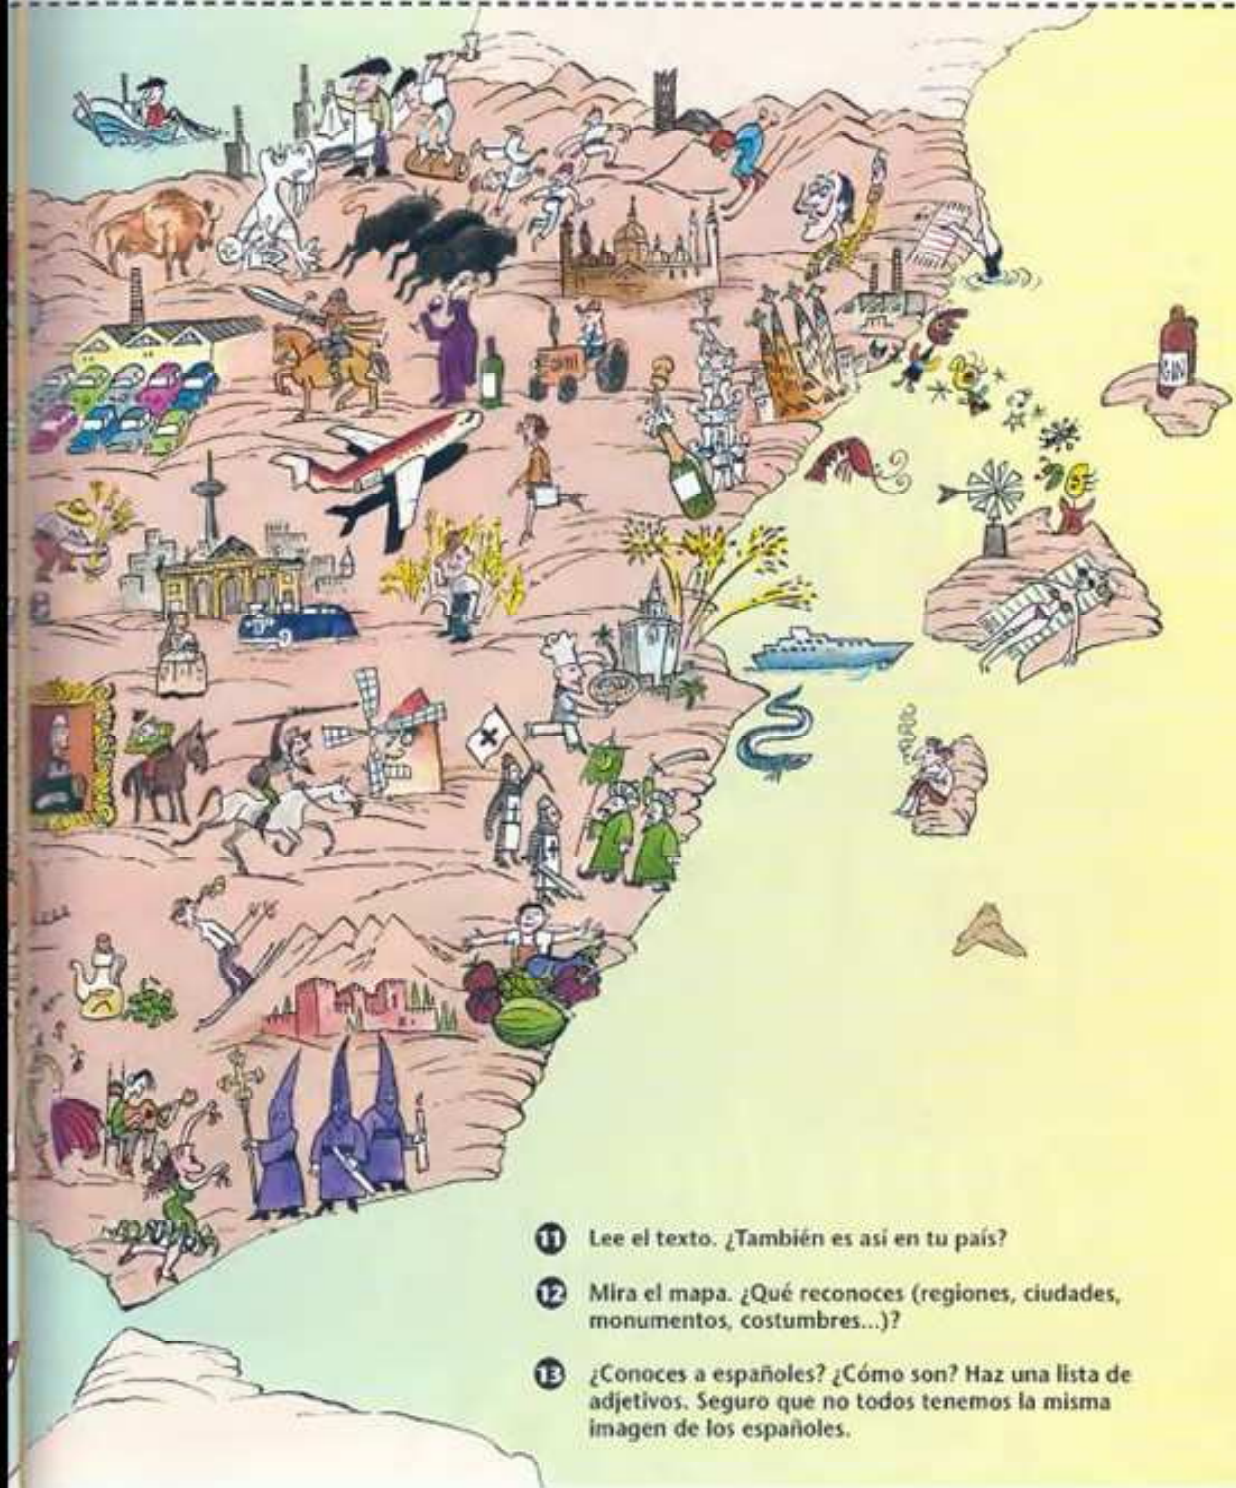 GIN
11 Lee el texto. ¿También es así en tu país?
12 Mira el mapa. ¿Qué reconoces (regiones, ciudades,
monumentos, costumbres...)?
13 ¿Conoces a españoles? ¿Cómo son? Haz una lista de
adjetivos. Seguro que no todos tenemos la misma
imagen de los españoles.